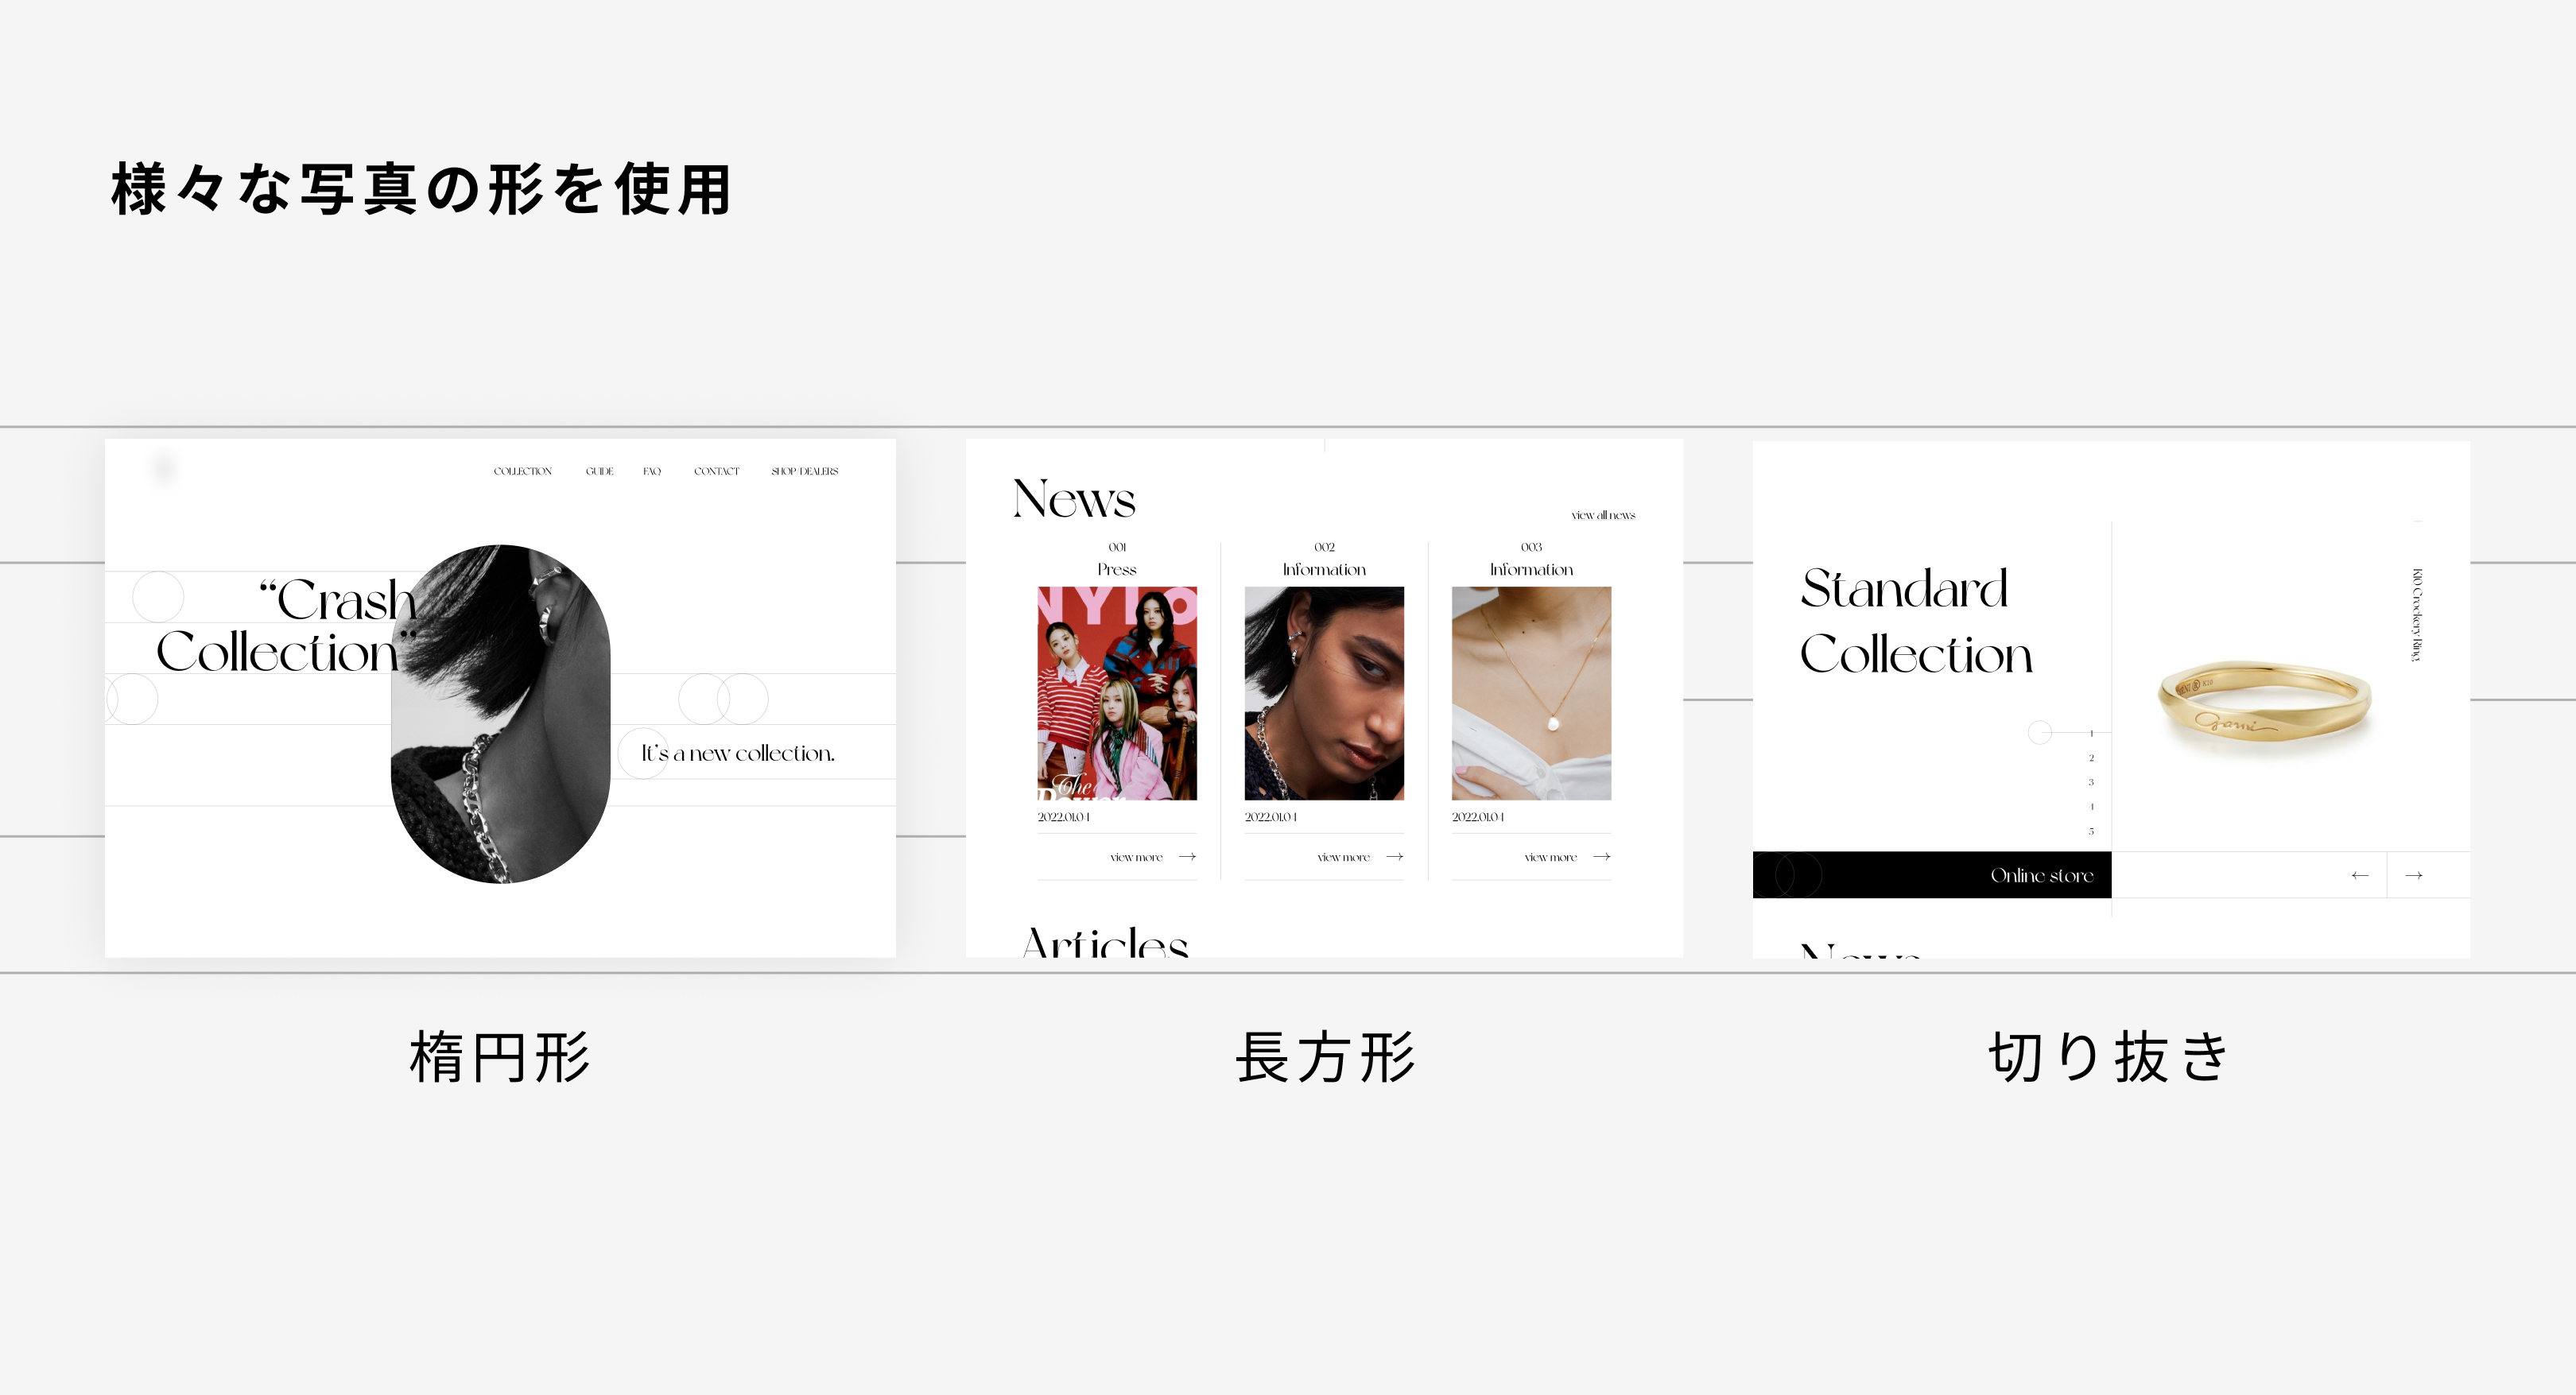 様々な写真の形を使用
COLLECTION GUIDE FAQ CONTACT SHOP DEALERS
“Crash
Collection”
It's a new collection.
楕円形
News
view all news
001
Press
The
2022.01.04
view more
002
Information
2022.01.04
view more
003
Information
2022.01.04
view more
Articles
長方形
Standard
Collection
K10 Crockery Ring
gami
1
2
3
4
5
Online store
News
切り抜き